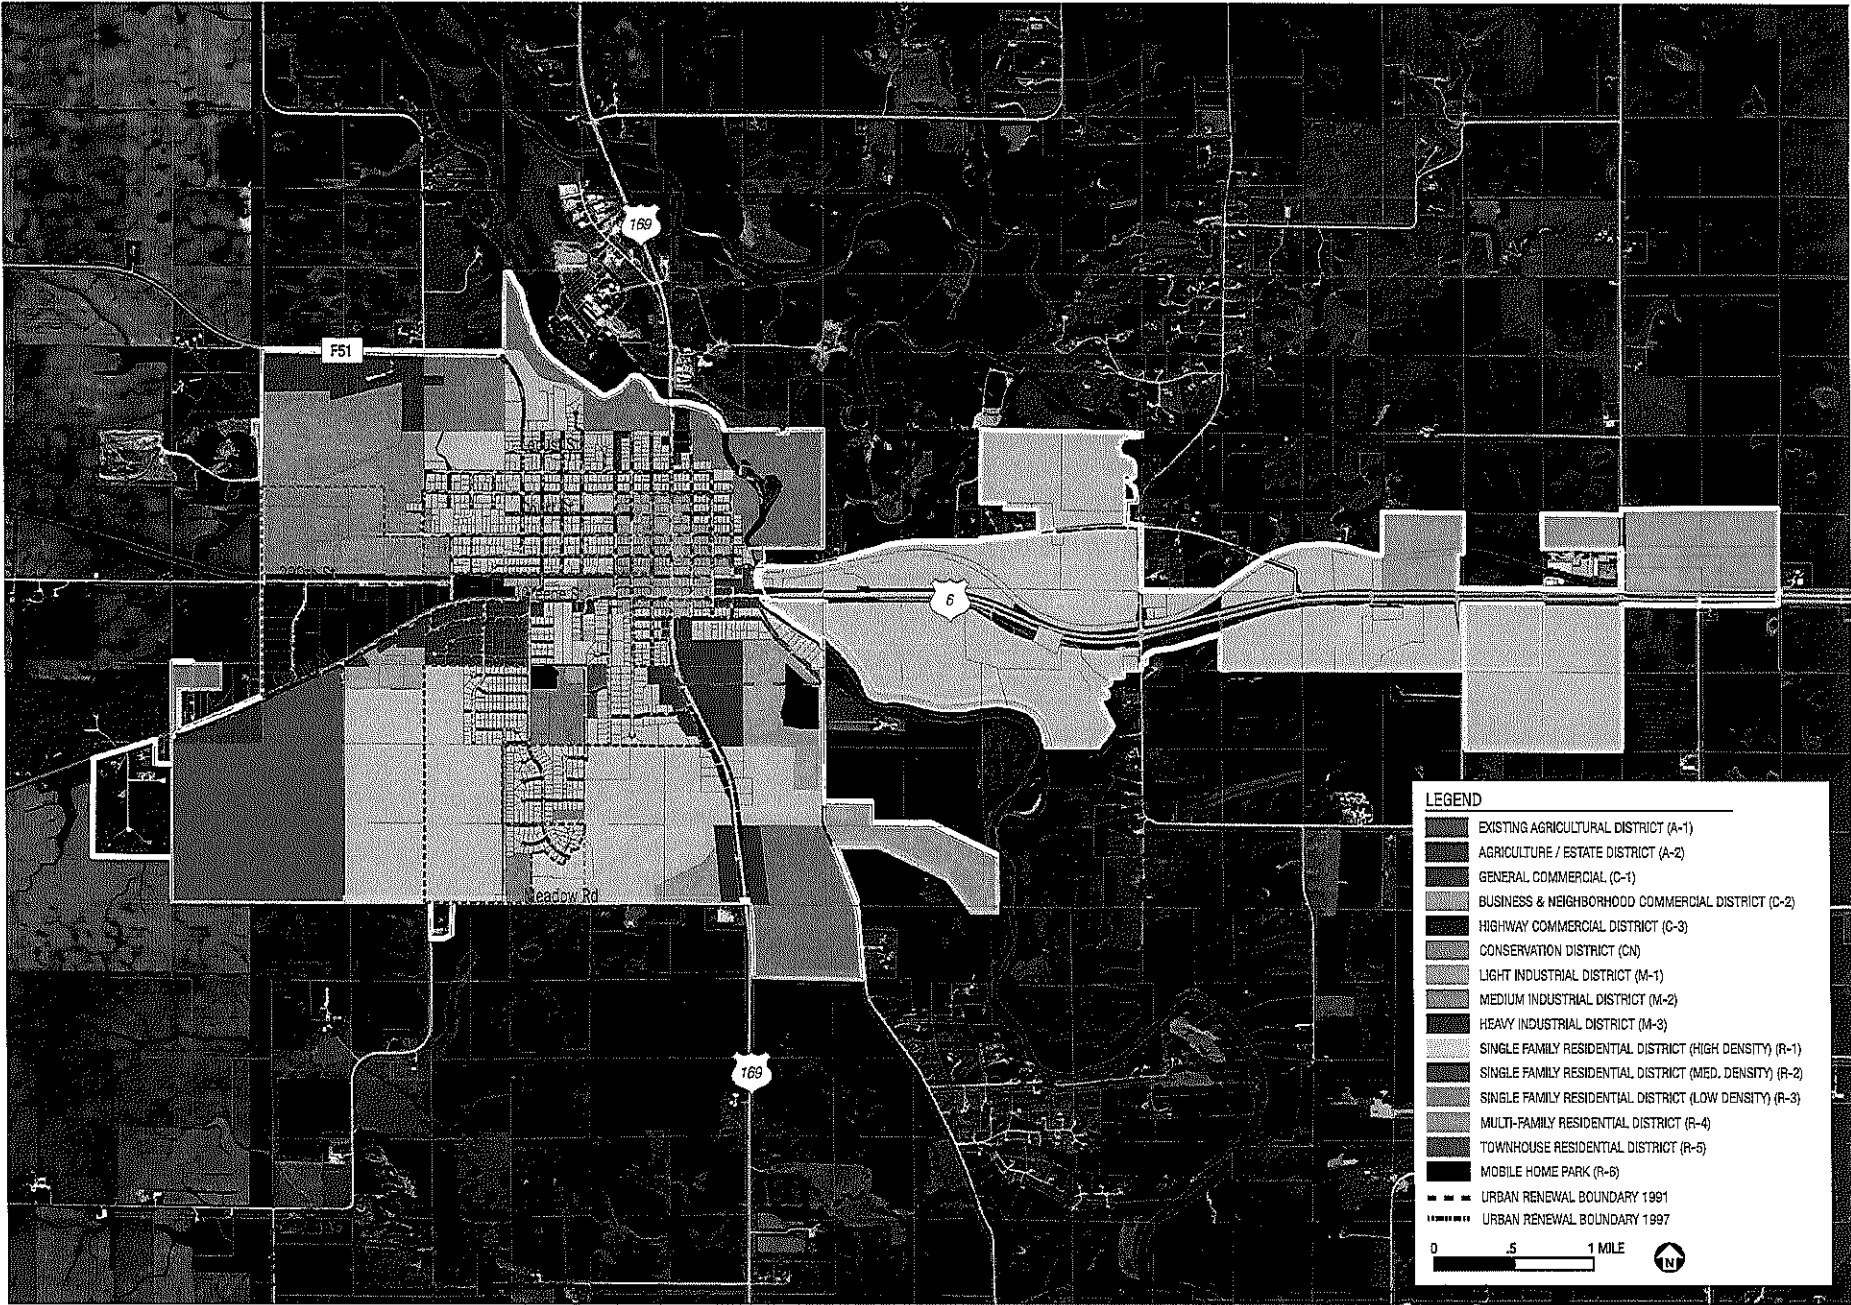 169
F51
6
Meadow Rd
169
LEGEND
EXISTING AGRICULTURAL DISTRICT (A-1)
AGRICULTURE / ESTATE DISTRICT (A-2)
GENERAL COMMERCIAL (C-1)
BUSINESS & NEIGHBORHOOD COMMERCIAL DISTRICT (C-2)
HIGHWAY COMMERCIAL DISTRICT (C-3)
CONSERVATION DISTRICT (CN)
LIGHT INDUSTRIAL DISTRICT (M-1)
MEDIUM INDUSTRIAL DISTRICT (M-2)
HEAVY INDUSTRIAL DISTRICT (M-3)
SINGLE FAMILY RESIDENTIAL DISTRICT (HIGH DENSITY) (R-1)
SINGLE FAMILY RESIDENTIAL DISTRICT (MED. DENSITY) (R-2)
SINGLE FAMILY RESIDENTIAL DISTRICT (LOW DENSITY) (R-3)
MULTI-FAMILY RESIDENTIAL DISTRICT (R-4)
TOWNHOUSE RESIDENTIAL DISTRICT (R-5)
MOBILE HOME PARK (R-6)
URBAN RENEWAL BOUNDARY 1991
URBAN RENEWAL BOUNDARY 1997
0 .5 1 MILE
N